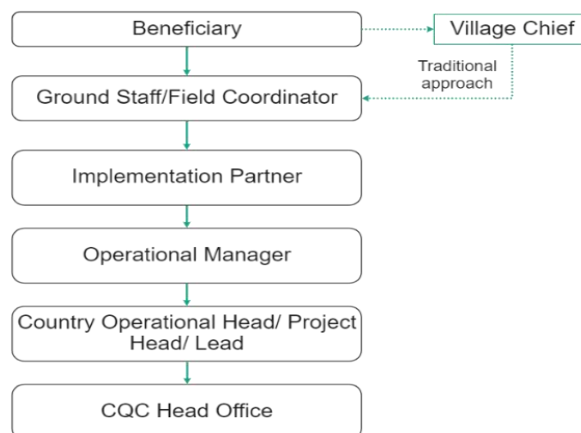 Beneficiary
Village Chief
Traditional
approach
Ground Staff/Field Coordinator
Implementation Partner
Operational Manager
Country Operational Head/ Project
Head/ Lead
CQC Head Office